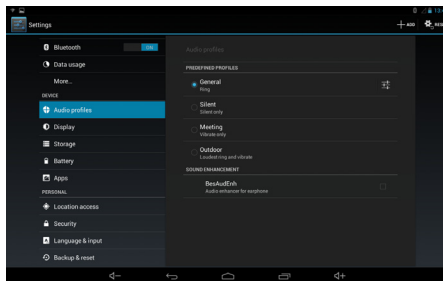 Settings
ADD
Bluetooth
ON
Data usage
More...
DEVICE
Audio profiles
Display
Storage
Battery
Apps
PERSONAL
Location access
Security
Language & input
Backup & reset
Audio profiles
PREDEFINED PROFILES
General
Ring
Silent
Silent only
Meeting
Vibrate only
Outdoor
Loudest ring and vibrate
SOUND ENHANCEMENT
BesAudEnh
Audio enhancer for earphone